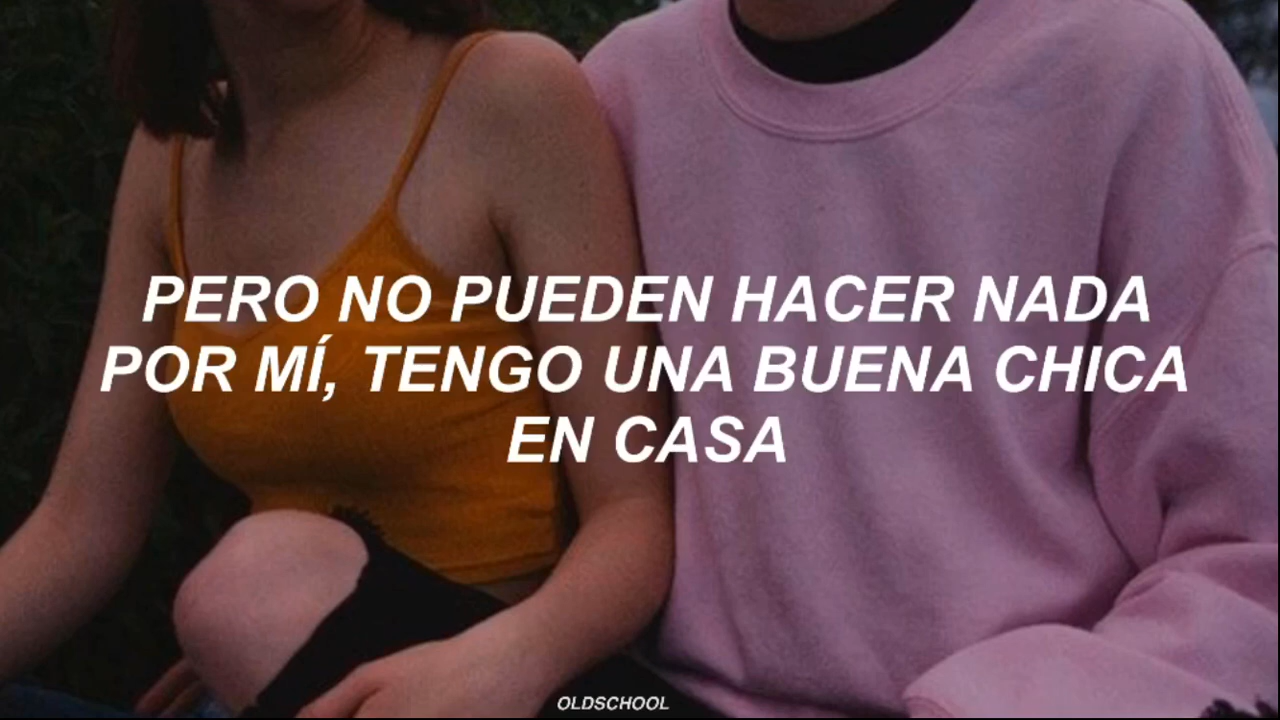 PERO NO PUEDEN HACER NADA
POR MÍ, TENGO UNA BUENA CHICA
EN CASA
OLDSCHOOL